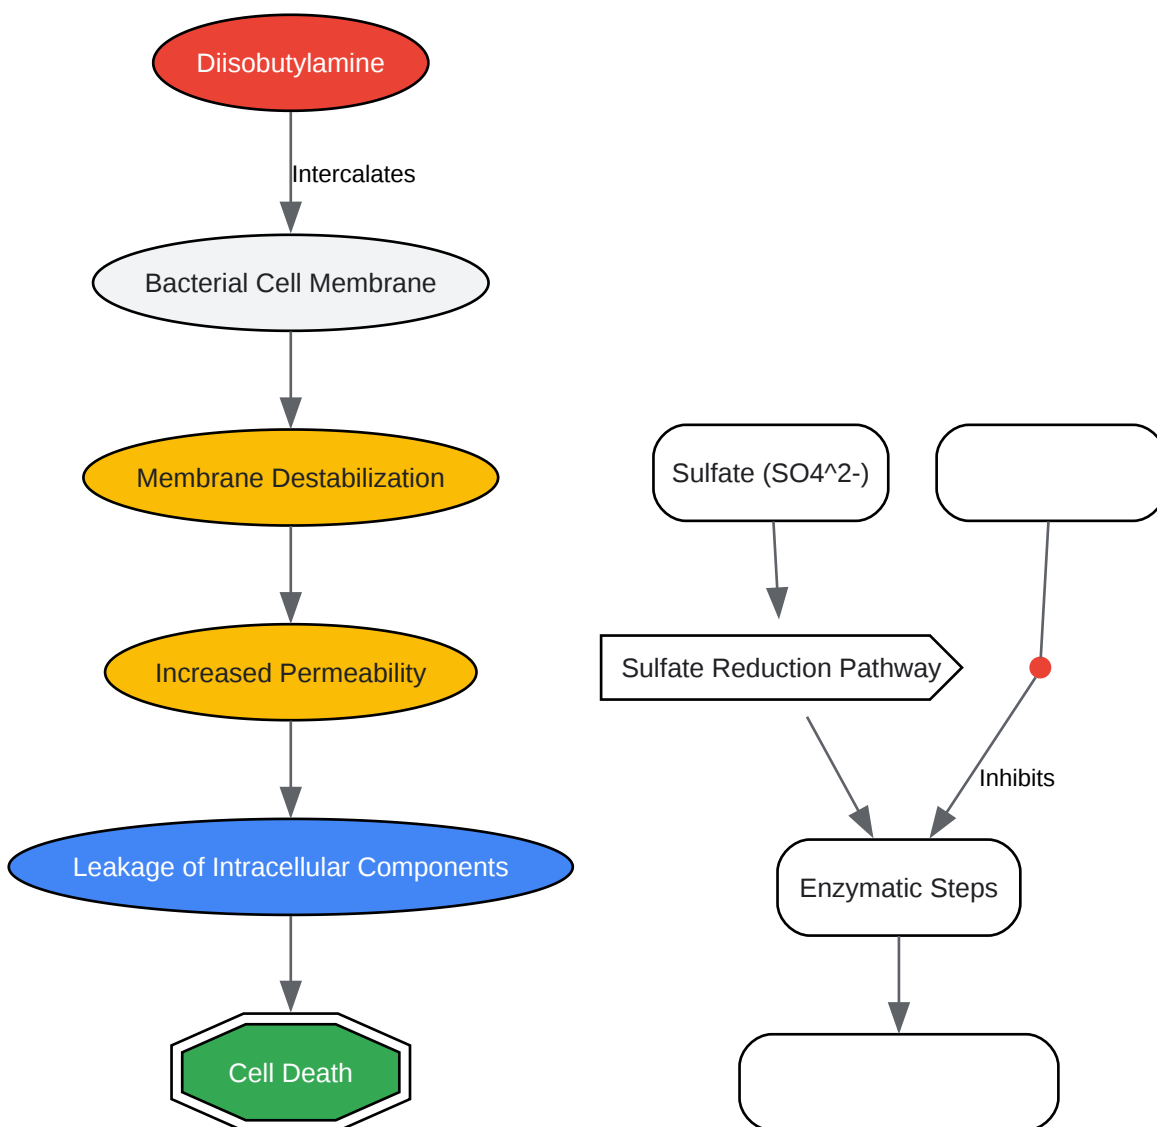 Diisobutylamine
Intercalates
Bacterial Cell Membrane
Membrane Destabilization
Increased Permeability
Leakage of Intracellular Components
Cell Death
Sulfate (SO4^2-)
Sulfate Reduction Pathway
Inhibits
Enzymatic Steps